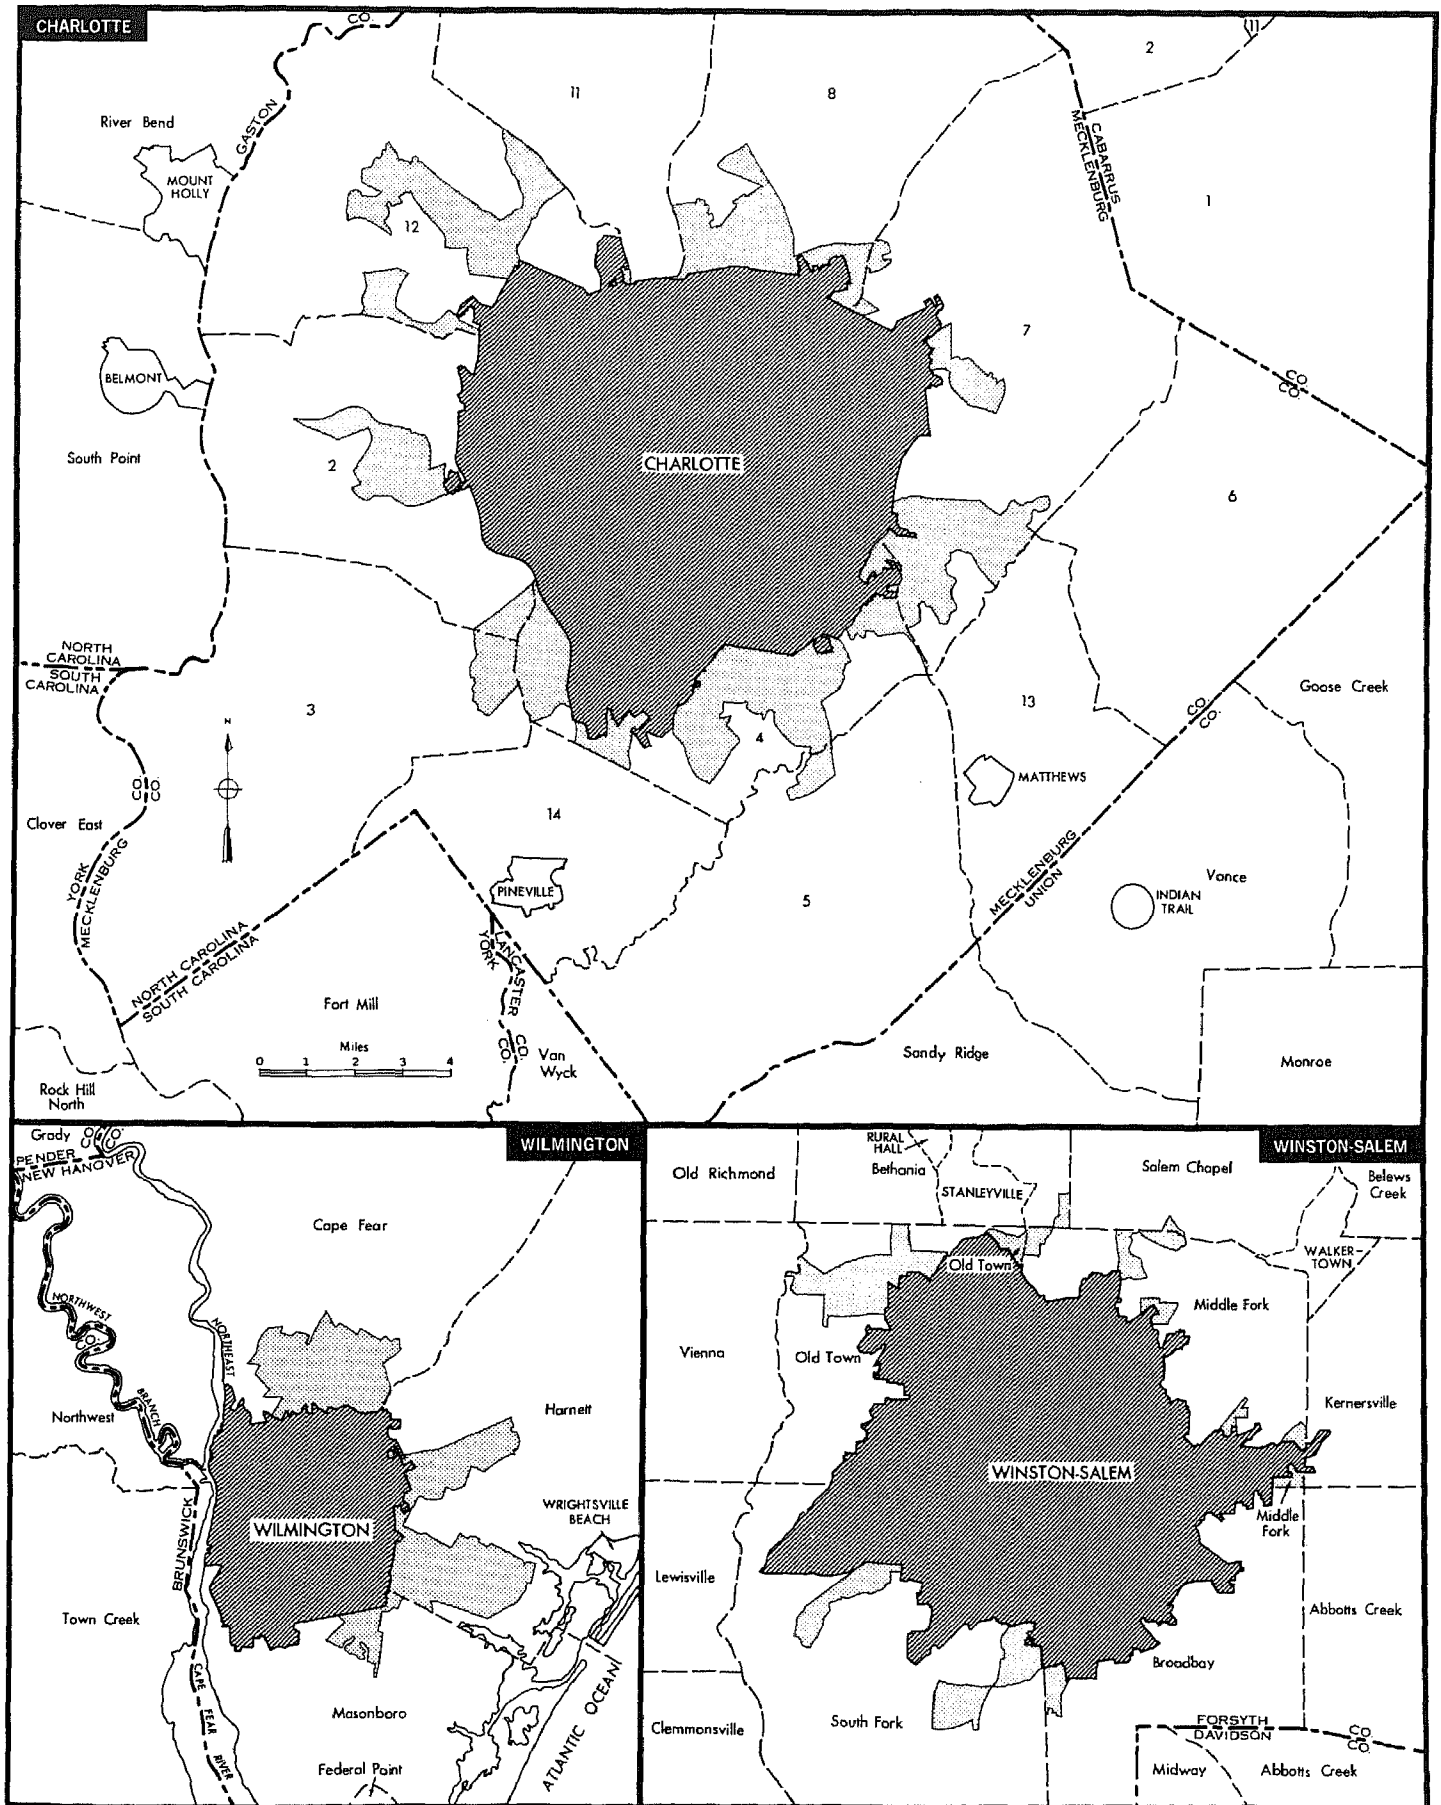 CHARLOTTE
CO.
11
8
2
(11)
River Bend
GASTON
MOUNT
HOLLY
CABARRUS
MECKLENBURG
12
1
7
BELMONT
CO.
CO.
South Point
2
CHARLOTTE
6
NORTH
CAROLINA
SOUTH
CAROLINA
3
N
Goose Creek
13
CO.
CO.
4
CO.
CO.
MATTHEWS
Clover East
14
YORK
MECKLENBURG
PINEVILLE
MECKLENBURG
UNION
Vance
INDIAN
TRAIL
5
NORTH CAROLINA
SOUTH CAROLINA
LANCASTER
YORK
Fort Mill
Miles
0 1 2 3 4
CO.
CO.
Van
Wyck
Sandy Ridge
Monroe
Rock Hill
North
WILMINGTON
Grady
CO.
CO.
PENDER
NEW HANOVER
Cape Fear
NORTHWEST
CO.
BRANCH
NORTHEAST
Northwest
Harnett
WRIGHTSVILLE
BEACH
WILMINGTON
BRUNSWICK
Town Creek
CAPE FEAR RIVER
Masonboro
Federal Point
ATLANTIC OCEAN
WINSTON-SALEM
RURAL
HALL
Old Richmond
Bethania
STANLEYVILLE
Salem Chapel
Belews
Creek
WALKER-
TOWN
Old Town
Middle Fork
Vienna
Old Town
Kernersville
WINSTON-SALEM
Middle
Fork
Lewisville
Abbotts Creek
Broadbay
Clemmonsville
South Fork
FORSYTH
DAVIDSON
CO
CO.
Midway
Abbotts Creek